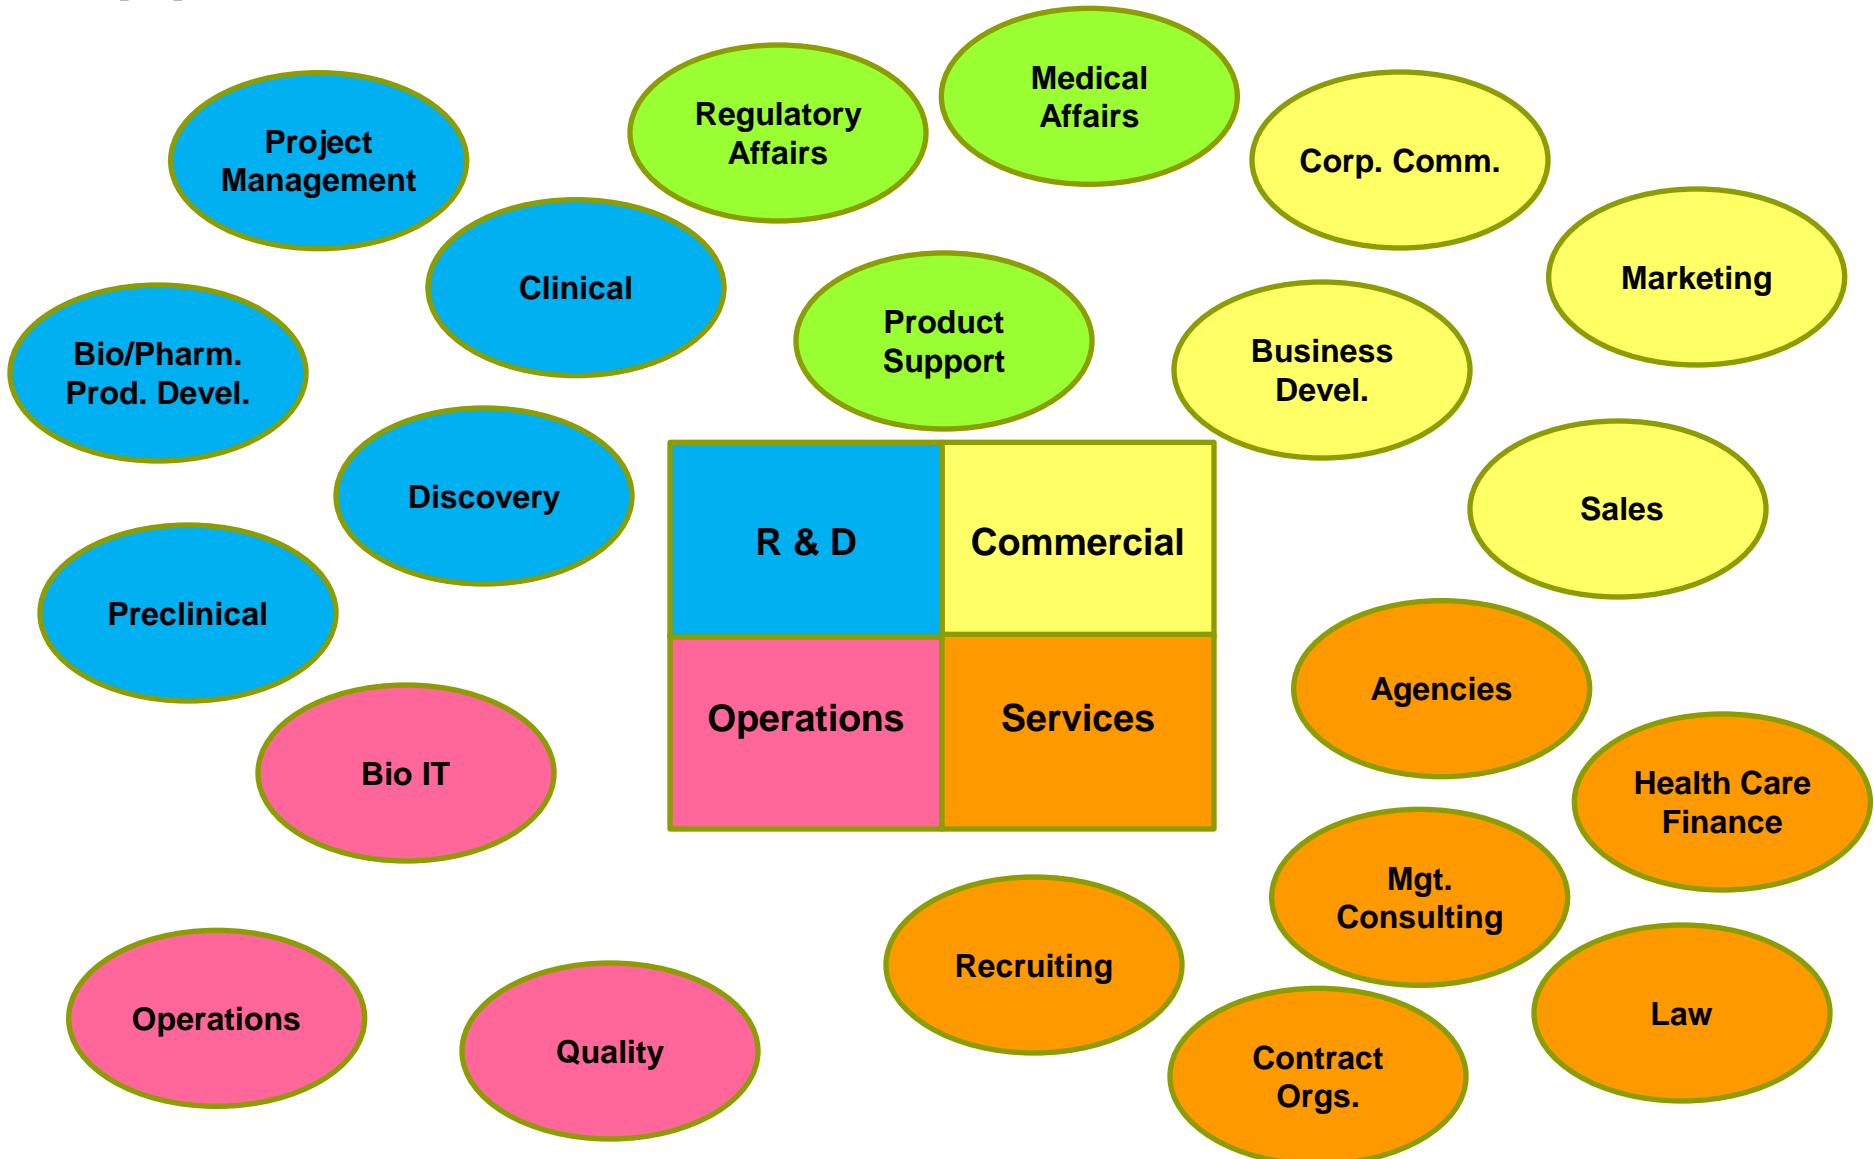 Medical
Affairs
Regulatory
Affairs
Project
Management
Corp. Comm.
Clinical
Marketing
Product
Support
Bio/Pharm.
Prod. Devel.
Business
Devel.
Discovery
Sales
R & D
Commercial
Preclinical
Agencies
Operations
Services
Bio IT
Health Care
Finance
Mgt.
Consulting
Recruiting
Law
Operations
Quality
Contract
Orgs.